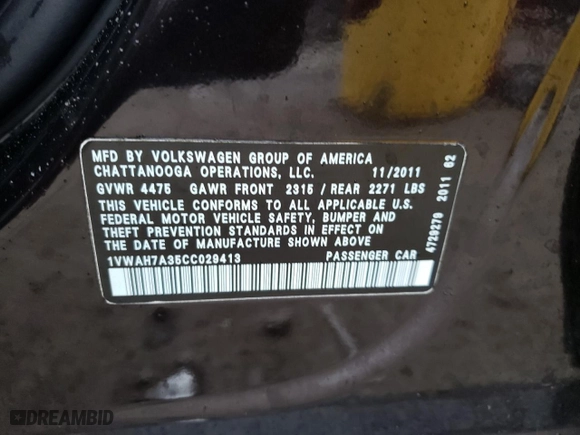 MFD BY VOLKSWAGEN GROUP OF AMERICA
CHATTANOOGA OPERATIONS, LLC. 11/2011
GVWR 4475 GAWR FRONT 2315 / REAR 2271 LBS
THIS VEHICLE CONFORMS TO ALL APPLICABLE U.S.
FEDERAL MOTOR VEHICLE SAFETY, BUMPER AND
THEFT PREVENTION STANDARDS IN EFFECT ON
THE DATE OF MANUFACTURE SHOWN ABOVE
1VWAH7A35CC029413 PASSENGER CAR
4729279 2011 02
DREAMBID